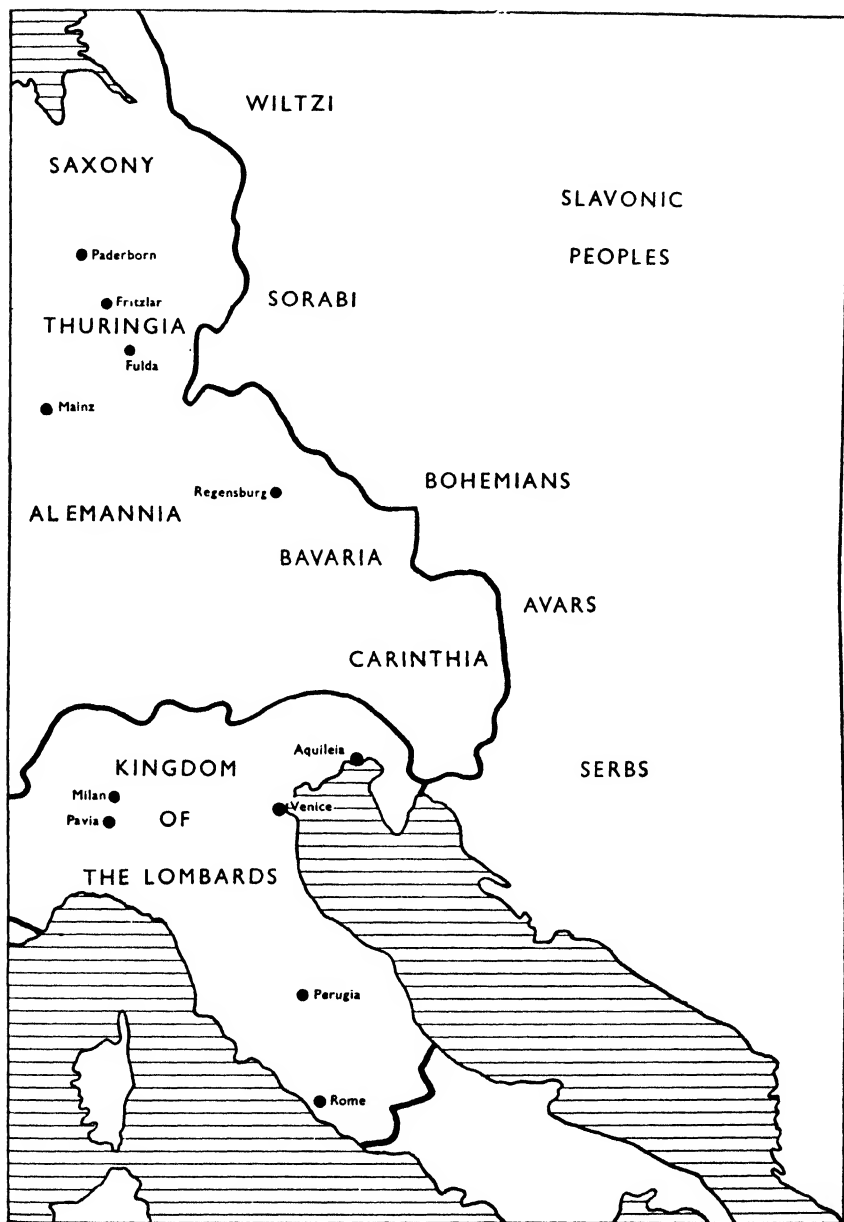 WILTZI
SAXONY
SLAVONIC
PEOPLES
Paderborn
SORABI
Fritzlar
THURINGIA
Fulda
Mainz
BOHEMIANS
Regensburg
ALEMANNIA
BAVARIA
AVARS
CARINTHIA
Aquileia
KINGDOM
SERBS
Milan
Venice
Pavia
OF
THE LOMBARDS
Perugia
Rome